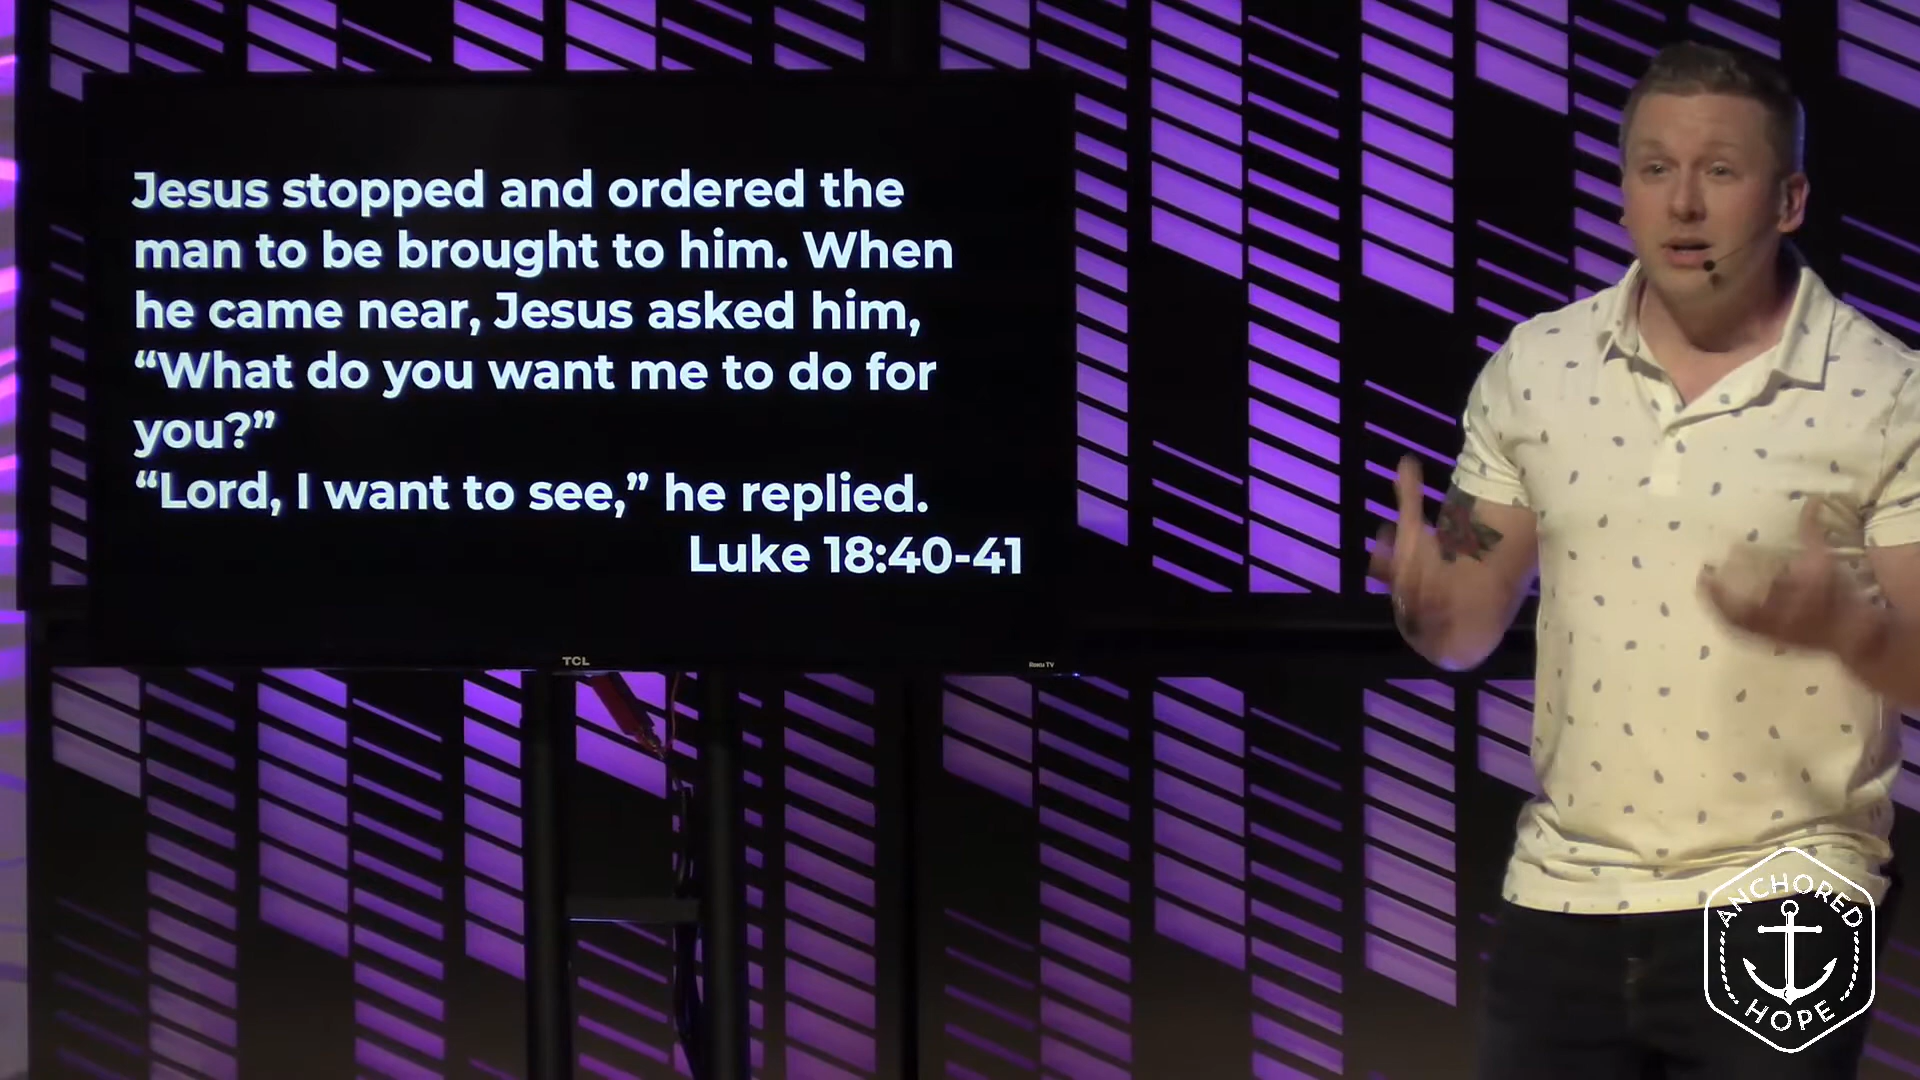 Jesus stopped and ordered the
man to be brought to him. When
he came near, Jesus asked him,
“What do you want me to do for
you?”
“Lord, I want to see,” he replied.
Luke 18:40-41
TCL
Roku TV
ANCHORED
HOPE